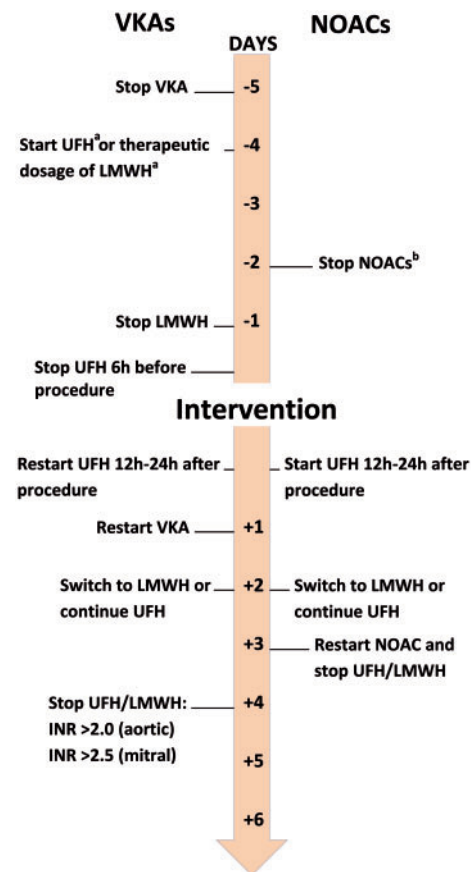 VKAs
DAYS
NOACs
Stop VKA
-5
Start UFHᵃor therapeutic
dosage of LMWHᵃ
-4
-3
-2
Stop NOACsᵇ
Stop LMWH
-1
Stop UFH 6h before
procedure
Intervention
Restart UFH 12h-24h after
procedure
Start UFH 12h-24h after
procedure
Restart VKA
+1
Switch to LMWH or
continue UFH
+2
Switch to LMWH or
continue UFH
+3
Restart NOAC and
stop UFH/LMWH
Stop UFH/LMWH:
INR >2.0 (aortic)
INR >2.5 (mitral)
+4
+5
+6